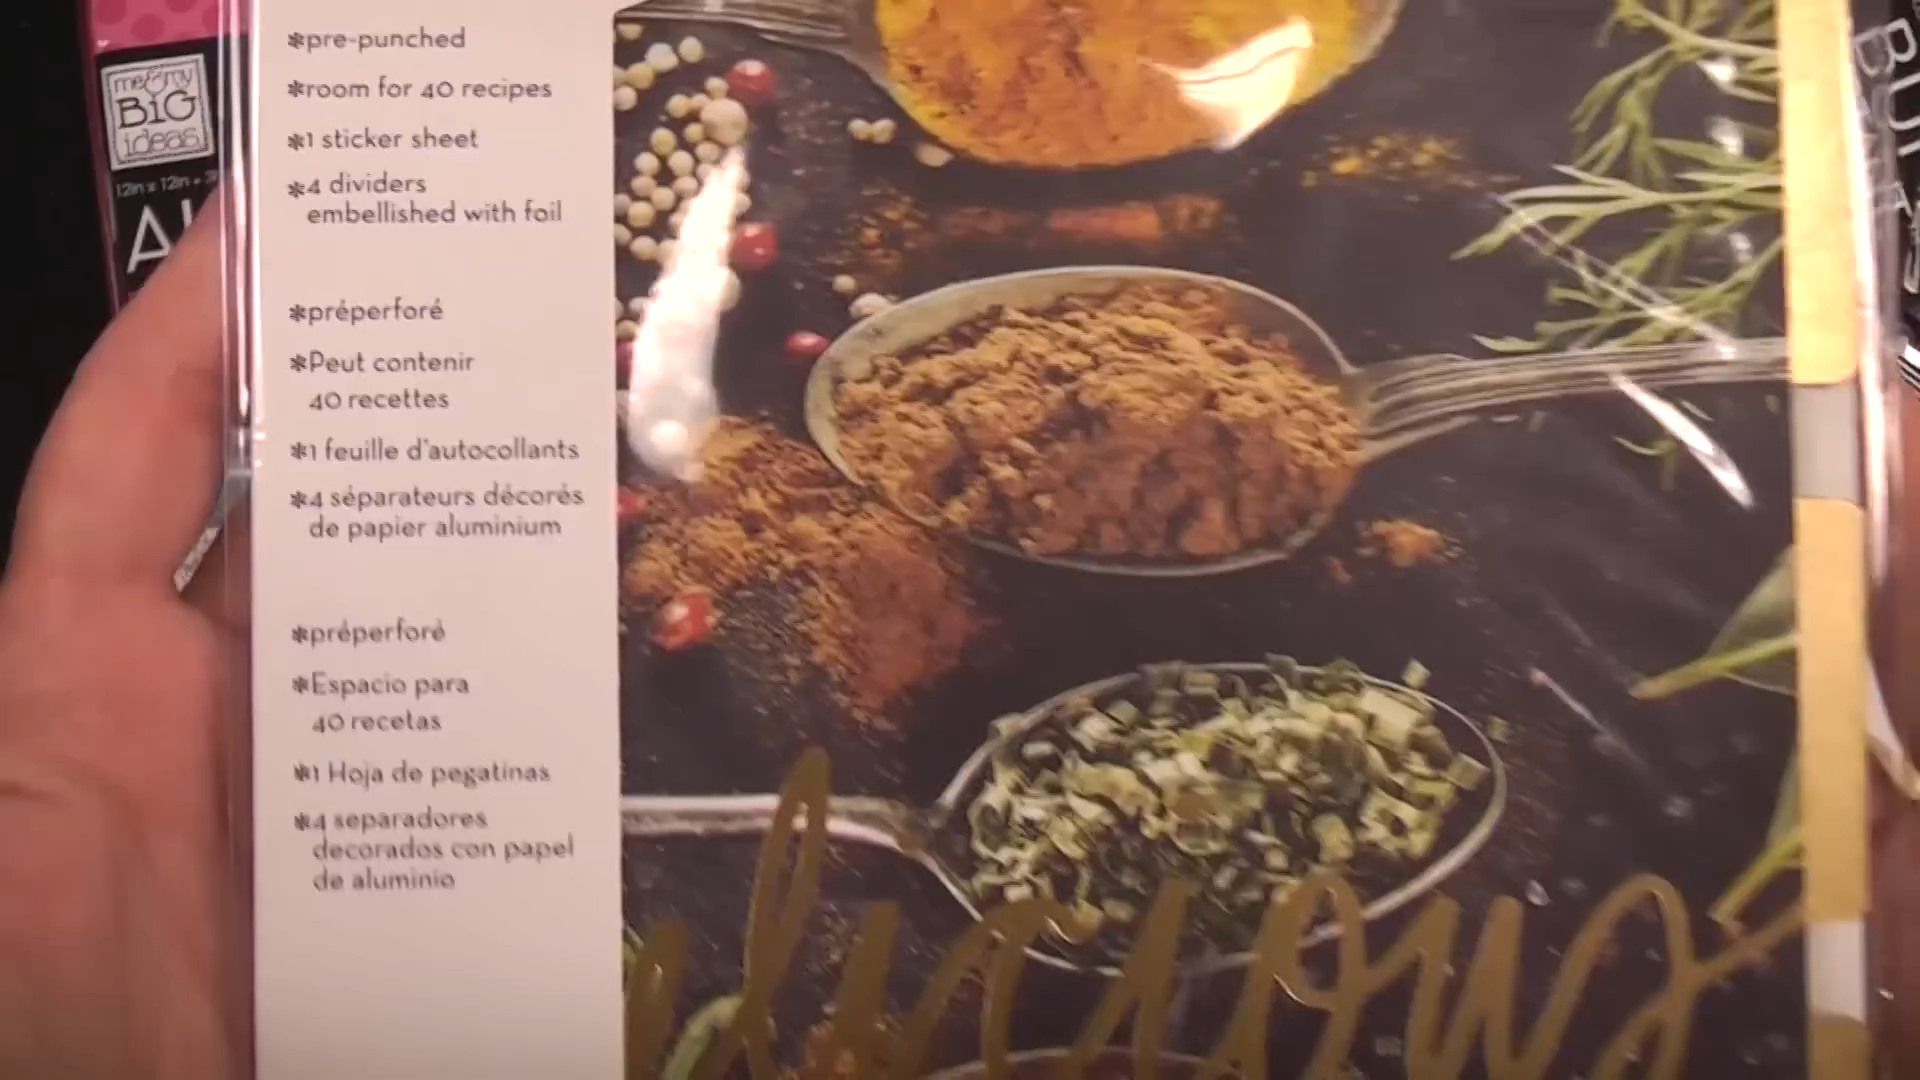 *pre-punched
*room for 40 recipes
*1 sticker sheet
*4 dividers
embellished with foil
*préperforé
*Peut contenir
40 recettes
*1 feuille d'autocollants
*4 séparateurs décorés
de papier aluminium
*préperforé
*Espacio para
40 recetas
*1 Hoja de pegatinas
*4 separadores
decorados con papel
de aluminio
me & my
BiG
ideas
12in x 12in